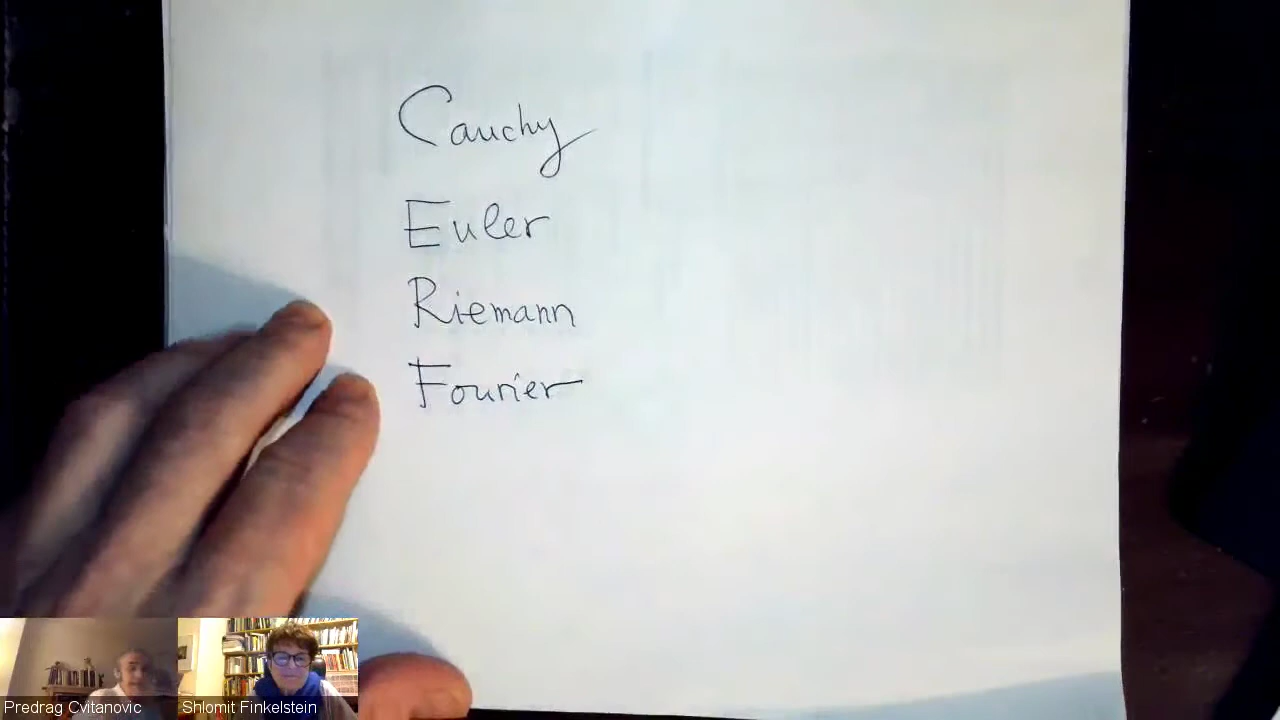 Cauchy
Euler
Riemann
Fourier
Predrag Cvitanovic
Shlomit Finkelstein